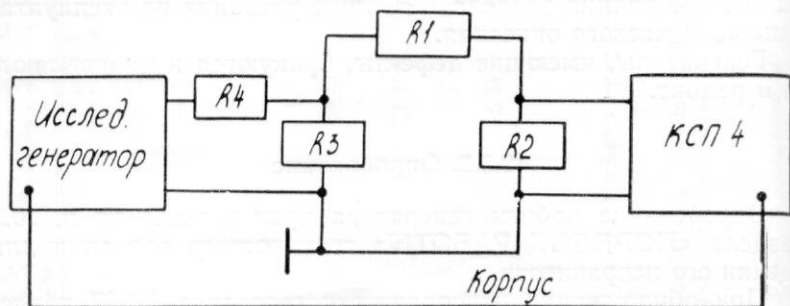 R1
R4
Исслед.
генератор
R3
R2
КСП 4
Корпус